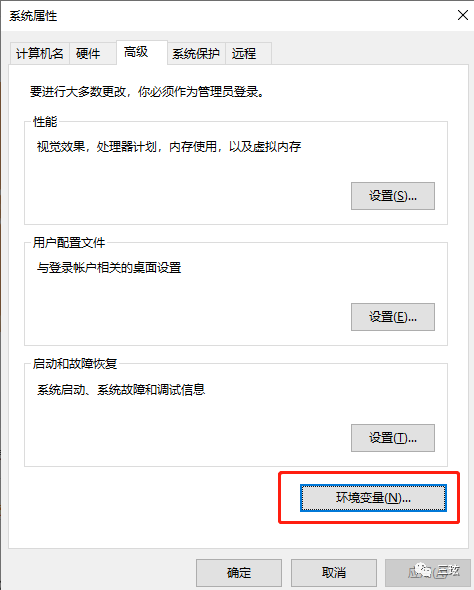 系统属性
计算机名 硬件 高级 系统保护 远程
要进行大多数更改，你必须作为管理员登录。
性能
视觉效果，处理器计划，内存使用，以及虚拟内存
设置(S)...
用户配置文件
与登录帐户相关的桌面设置
设置(E)...
启动和故障恢复
系统启动、系统故障和调试信息
设置(T)...
环境变量(N)...
确定 取消
三玹